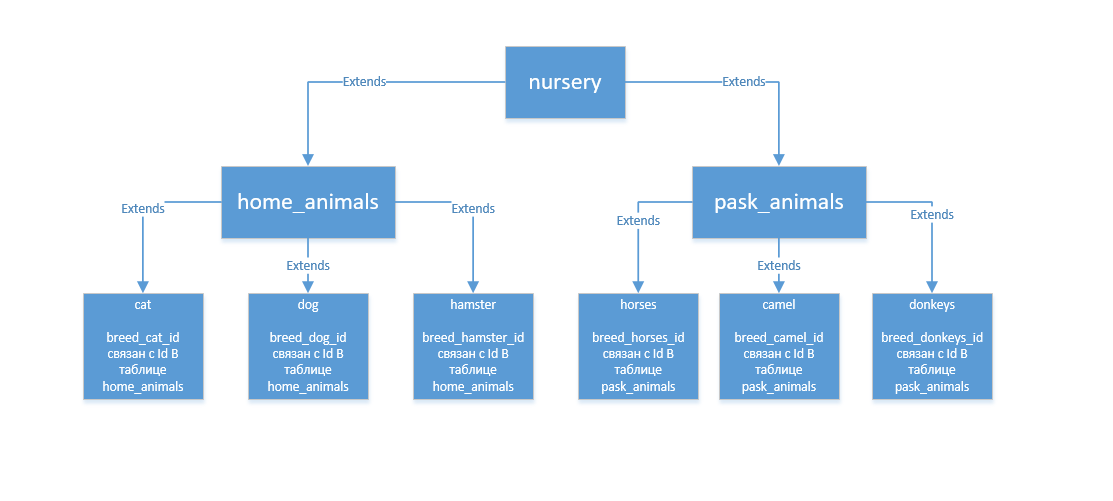 nursery
Extends
Extends
home_animals
pask_animals
Extends
Extends
Extends
Extends
Extends
Extends
cat
breed_cat_id
связан с Id В
таблице
home_animals
dog
breed_dog_id
связан с Id В
таблице
home_animals
hamster
breed_hamster_id
связан с Id В
таблице
home_animals
horses
breed_horses_id
связан с Id В
таблице
pask_animals
camel
breed_camel_id
связан с Id В
таблице
pask_animals
donkeys
breed_donkeys_id
связан с Id В
таблице
pask_animals